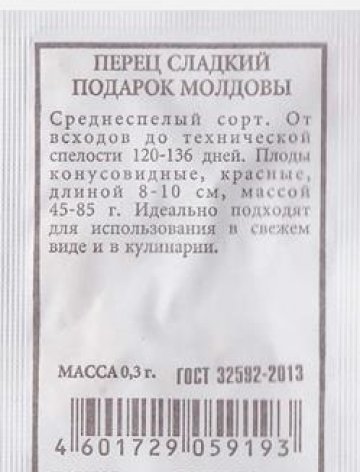 ПЕРЕЦ СЛАДКИЙ
ПОДАРОК МОЛДОВЫ
Среднеспелый сорт. От
всходов до технической
спелости 120-136 дней. Плоды
конусовидные, красные,
длиной 8-10 см, массой
45-85 г. Идеально подходят
для использования в свежем
виде и в кулинарии.
МАССА 0,3 г. ГОСТ 32592-2013
4 601729 059193